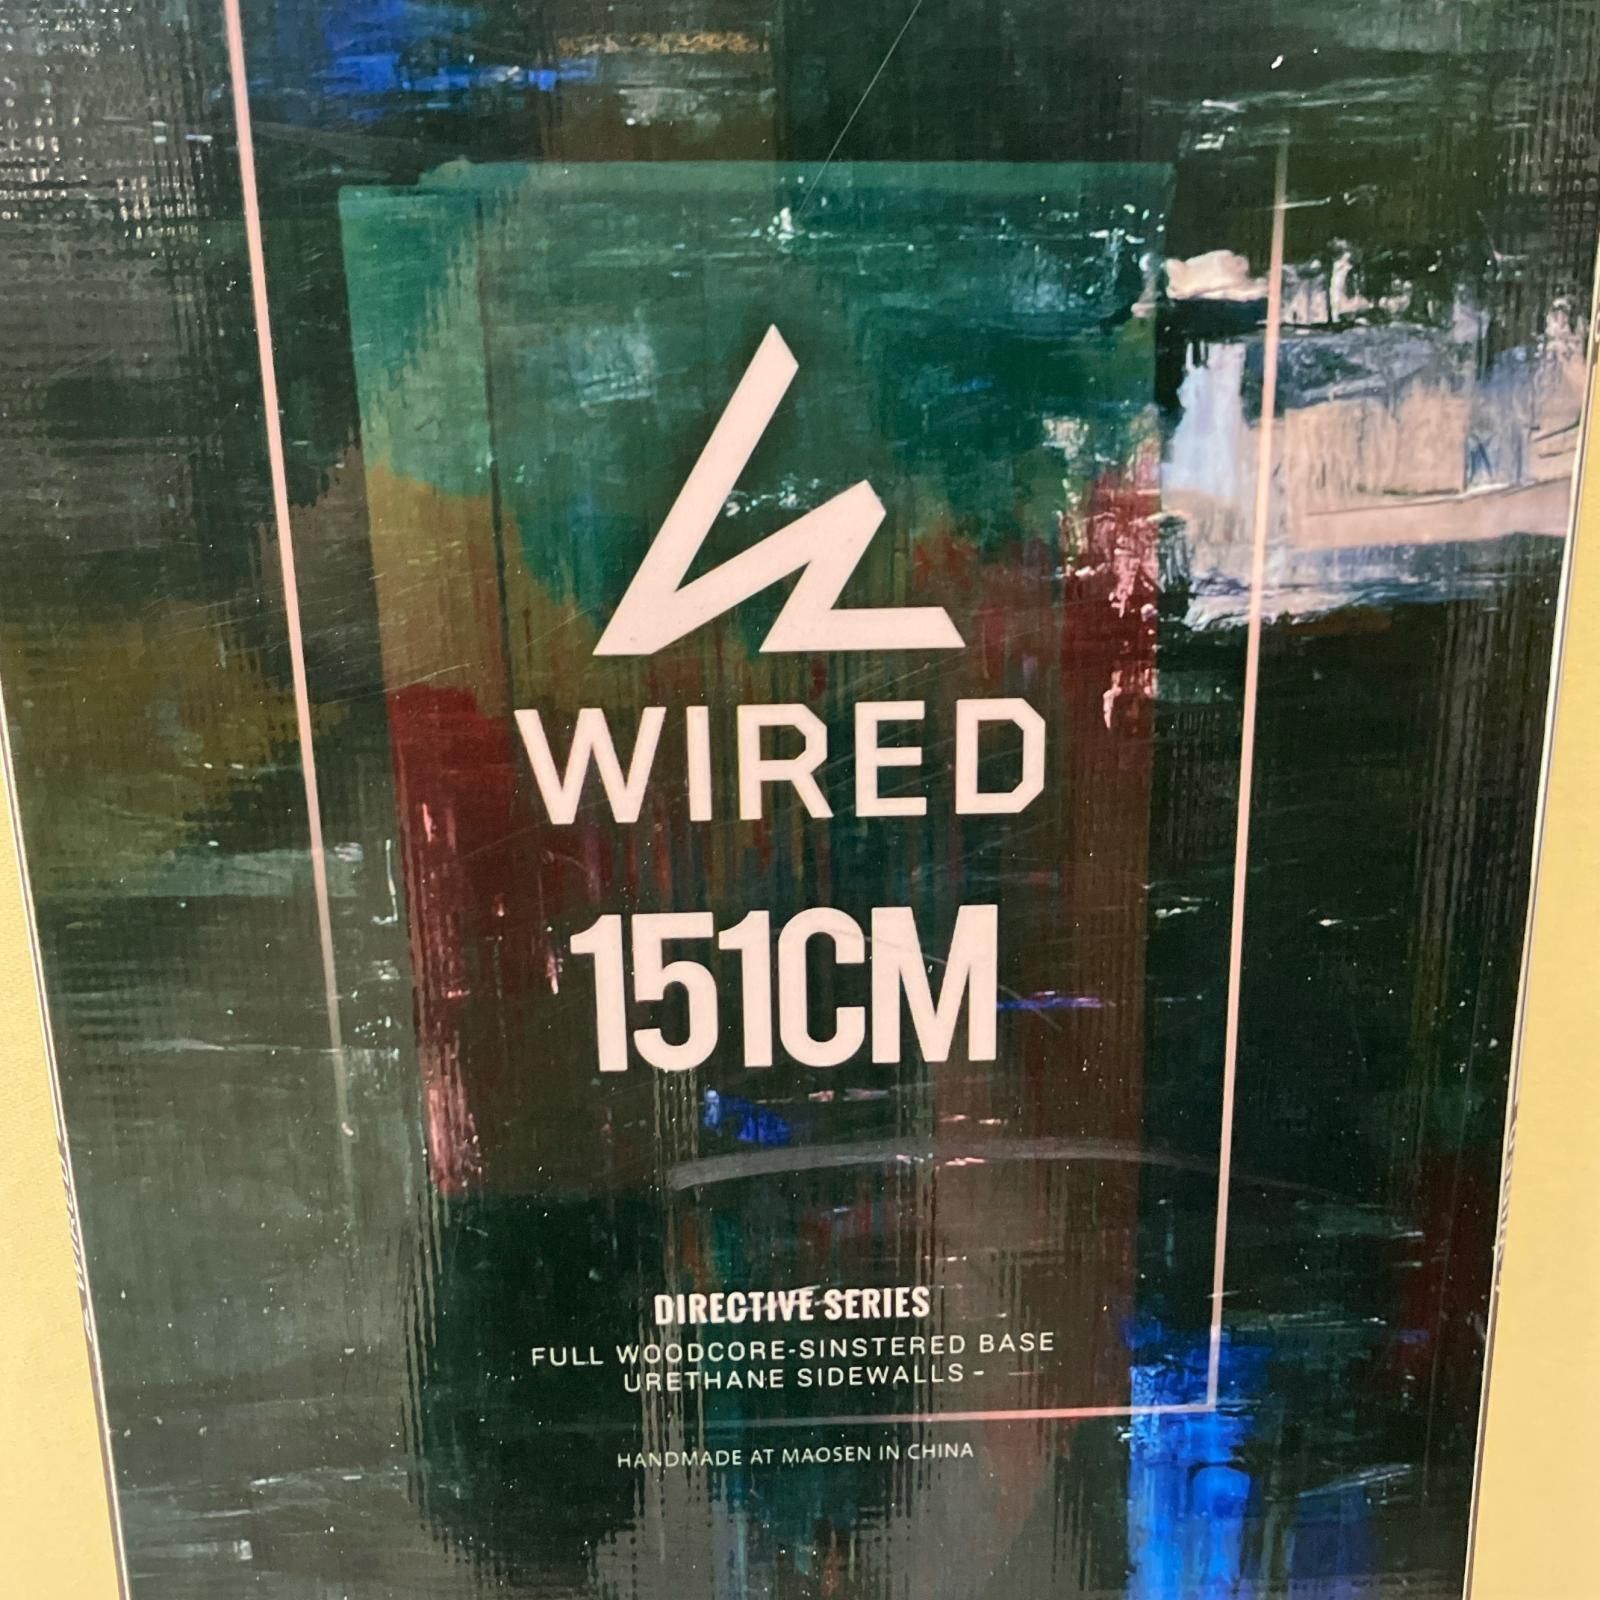 WIRED
151CM
DIRECTIVE SERIES
FULL WOODCORE-SINSTERED BASE
URETHANE SIDEWALLS -
HANDMADE AT MAOSEN IN CHINA